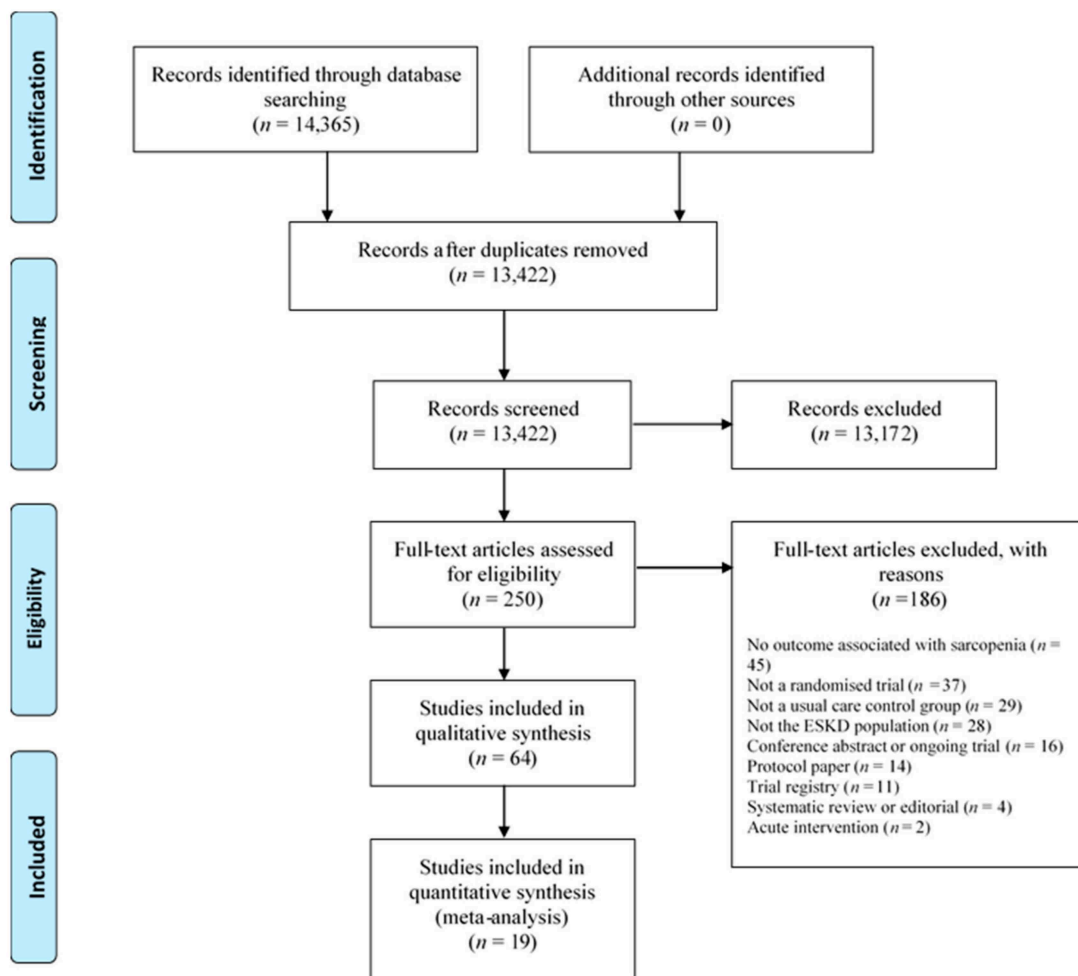 Identification
Records identified through database
searching
(n = 14,365)
Additional records identified
through other sources
(n = 0)
Records after duplicates removed
(n = 13,422)
Screening
Records screened
(n = 13,422)
Records excluded
(n = 13,172)
Eligibility
Full-text articles assessed
for eligibility
(n = 250)
Full-text articles excluded, with
reasons
(n =186)
No outcome associated with sarcopenia (n =
45)
Not a randomised trial (n =37)
Not a usual care control group (n = 29)
Not the ESKD population (n = 28)
Conference abstract or ongoing trial (n = 16)
Protocol paper (n = 14)
Trial registry (n =11)
Systematic review or editorial (n = 4)
Acute intervention (n = 2)
Studies included in
qualitative synthesis
(n = 64)
Included
Studies included in
quantitative synthesis
(meta-analysis)
(n = 19)